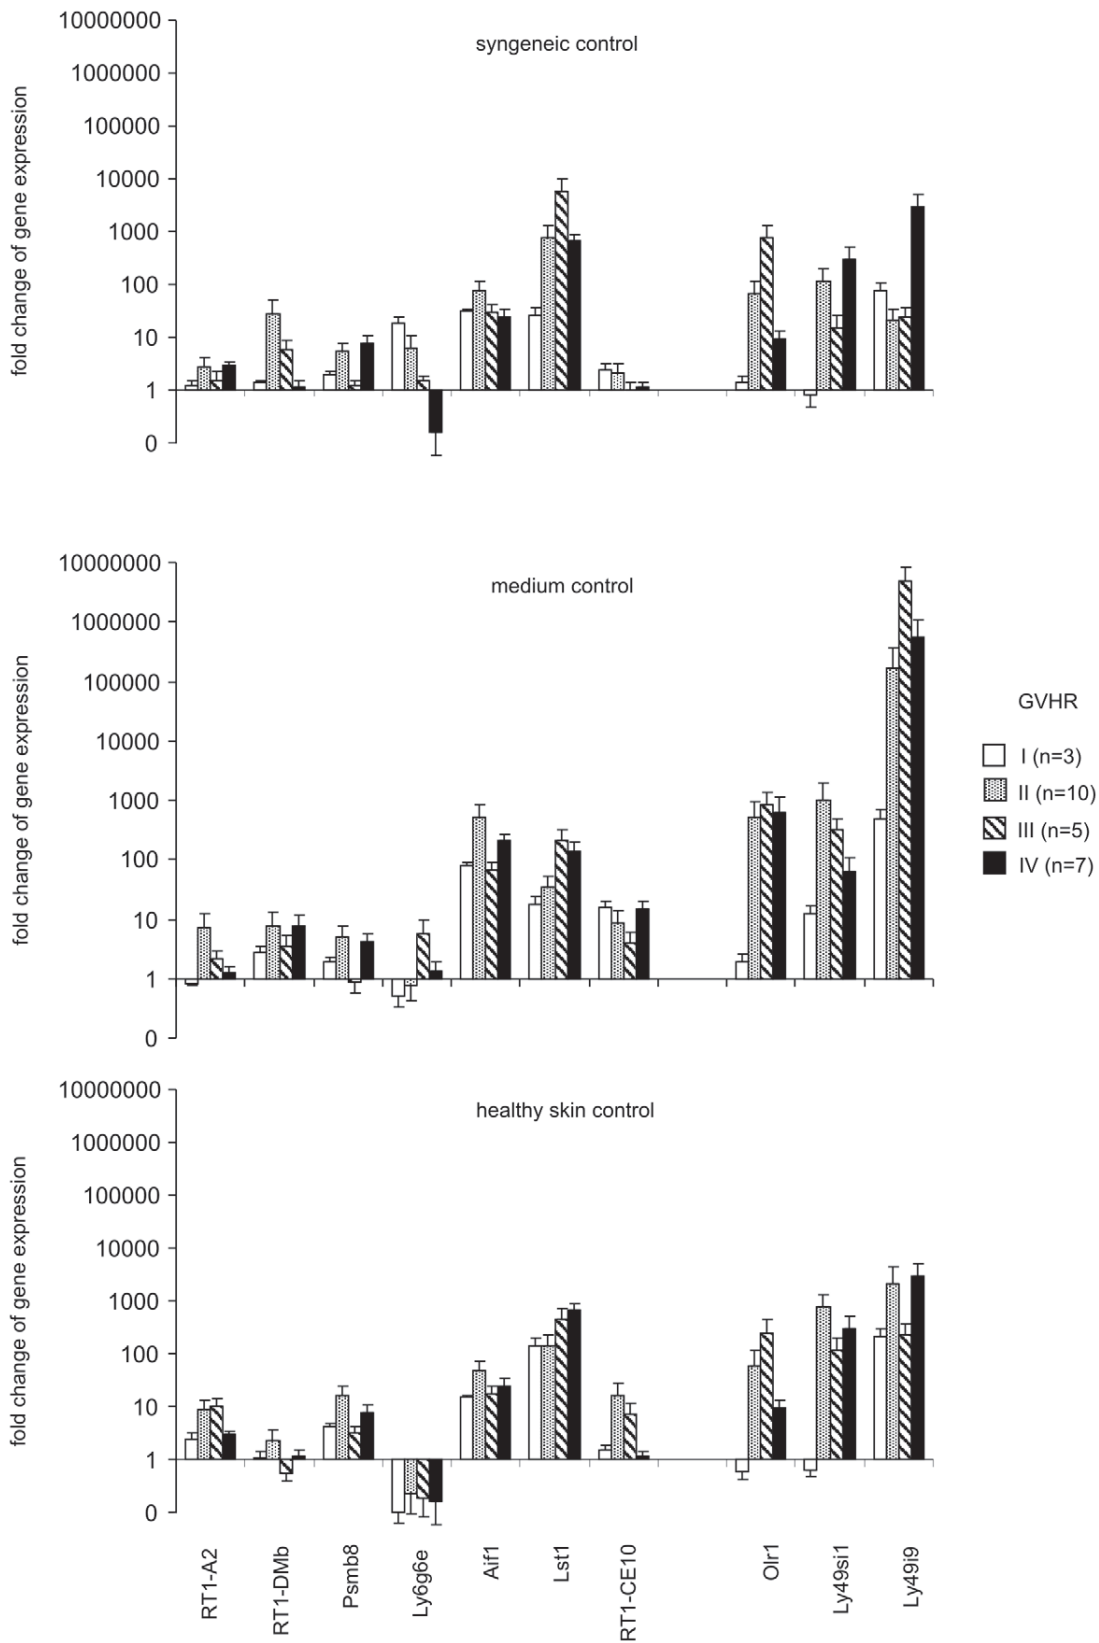 syngeneic control
fold change of gene expression
10000000
1000000
100000
10000
1000
100
10
1
0
medium control
fold change of gene expression
10000000
1000000
100000
10000
1000
100
10
1
0
GVHR
I (n=3)
II (n=10)
III (n=5)
IV (n=7)
healthy skin control
fold change of gene expression
10000000
1000000
100000
10000
1000
100
10
1
0
RT1-A2
RT1-DMb
Psmb8
Ly6g6e
Aif1
Lst1
RT1-CE10
Olr1
Ly49si1
Ly49i9